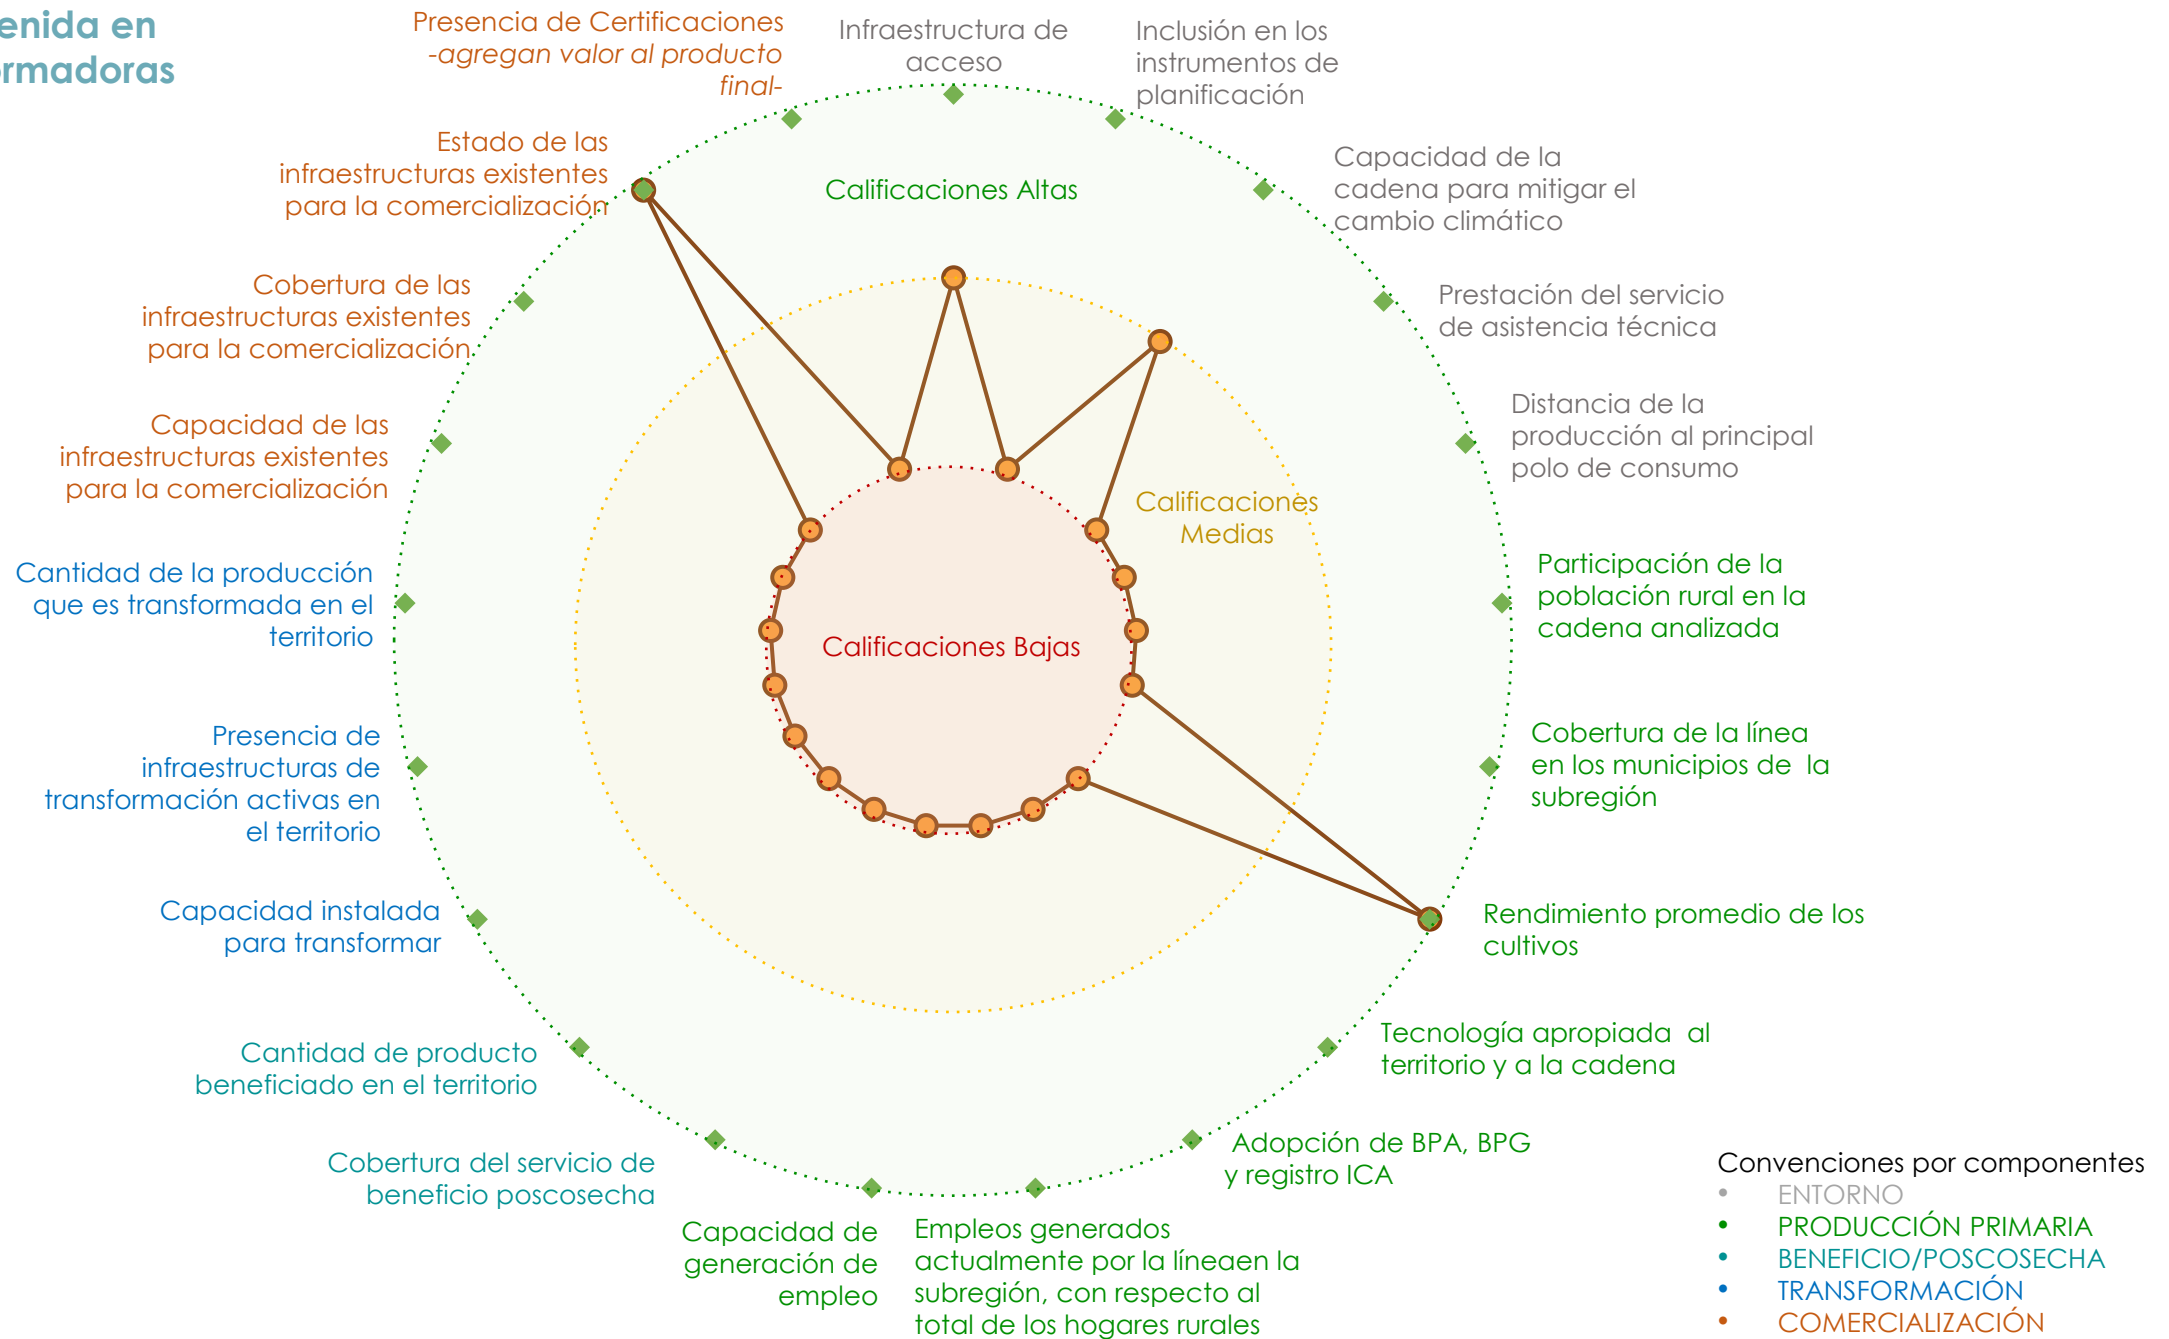 enida en
rmadoras
Presencia de Certificaciones
-agregan valor al producto
final-
Infraestructura de
acceso
Inclusión en los
instrumentos de
planificación
Capacidad de la
cadena para mitigar el
cambio climático
Prestación del servicio
de asistencia técnica
Distancia de la
producción al principal
polo de consumo
Participación de la
población rural en la
cadena analizada
Cobertura de la línea
en los municipios de  la
subregión
Rendimiento promedio de los
cultivos
Tecnología apropiada  al
territorio y a la cadena
Adopción de BPA, BPG
y registro ICA
Empleos generados
actualmente por la líneaen la
subregión, con respecto al
total de los hogares rurales
Capacidad de
generación de
empleo
Cobertura del servicio de
beneficio poscosecha
Cantidad de producto
beneficiado en el territorio
Capacidad instalada
para transformar
Presencia de
infraestructuras de
transformación activas en
el territorio
Cantidad de la producción
que es transformada en el
territorio
Capacidad de las
infraestructuras existentes
para la comercialización
Cobertura de las
infraestructuras existentes
para la comercialización
Estado de las
infraestructuras existentes
para la comercialización
Calificaciones Altas
Calificaciones
Medias
Calificaciones Bajas
Convenciones por componentes
• ENTORNO
• PRODUCCIÓN PRIMARIA
• BENEFICIO/POSCOSECHA
• TRANSFORMACIÓN
• COMERCIALIZACIÓN